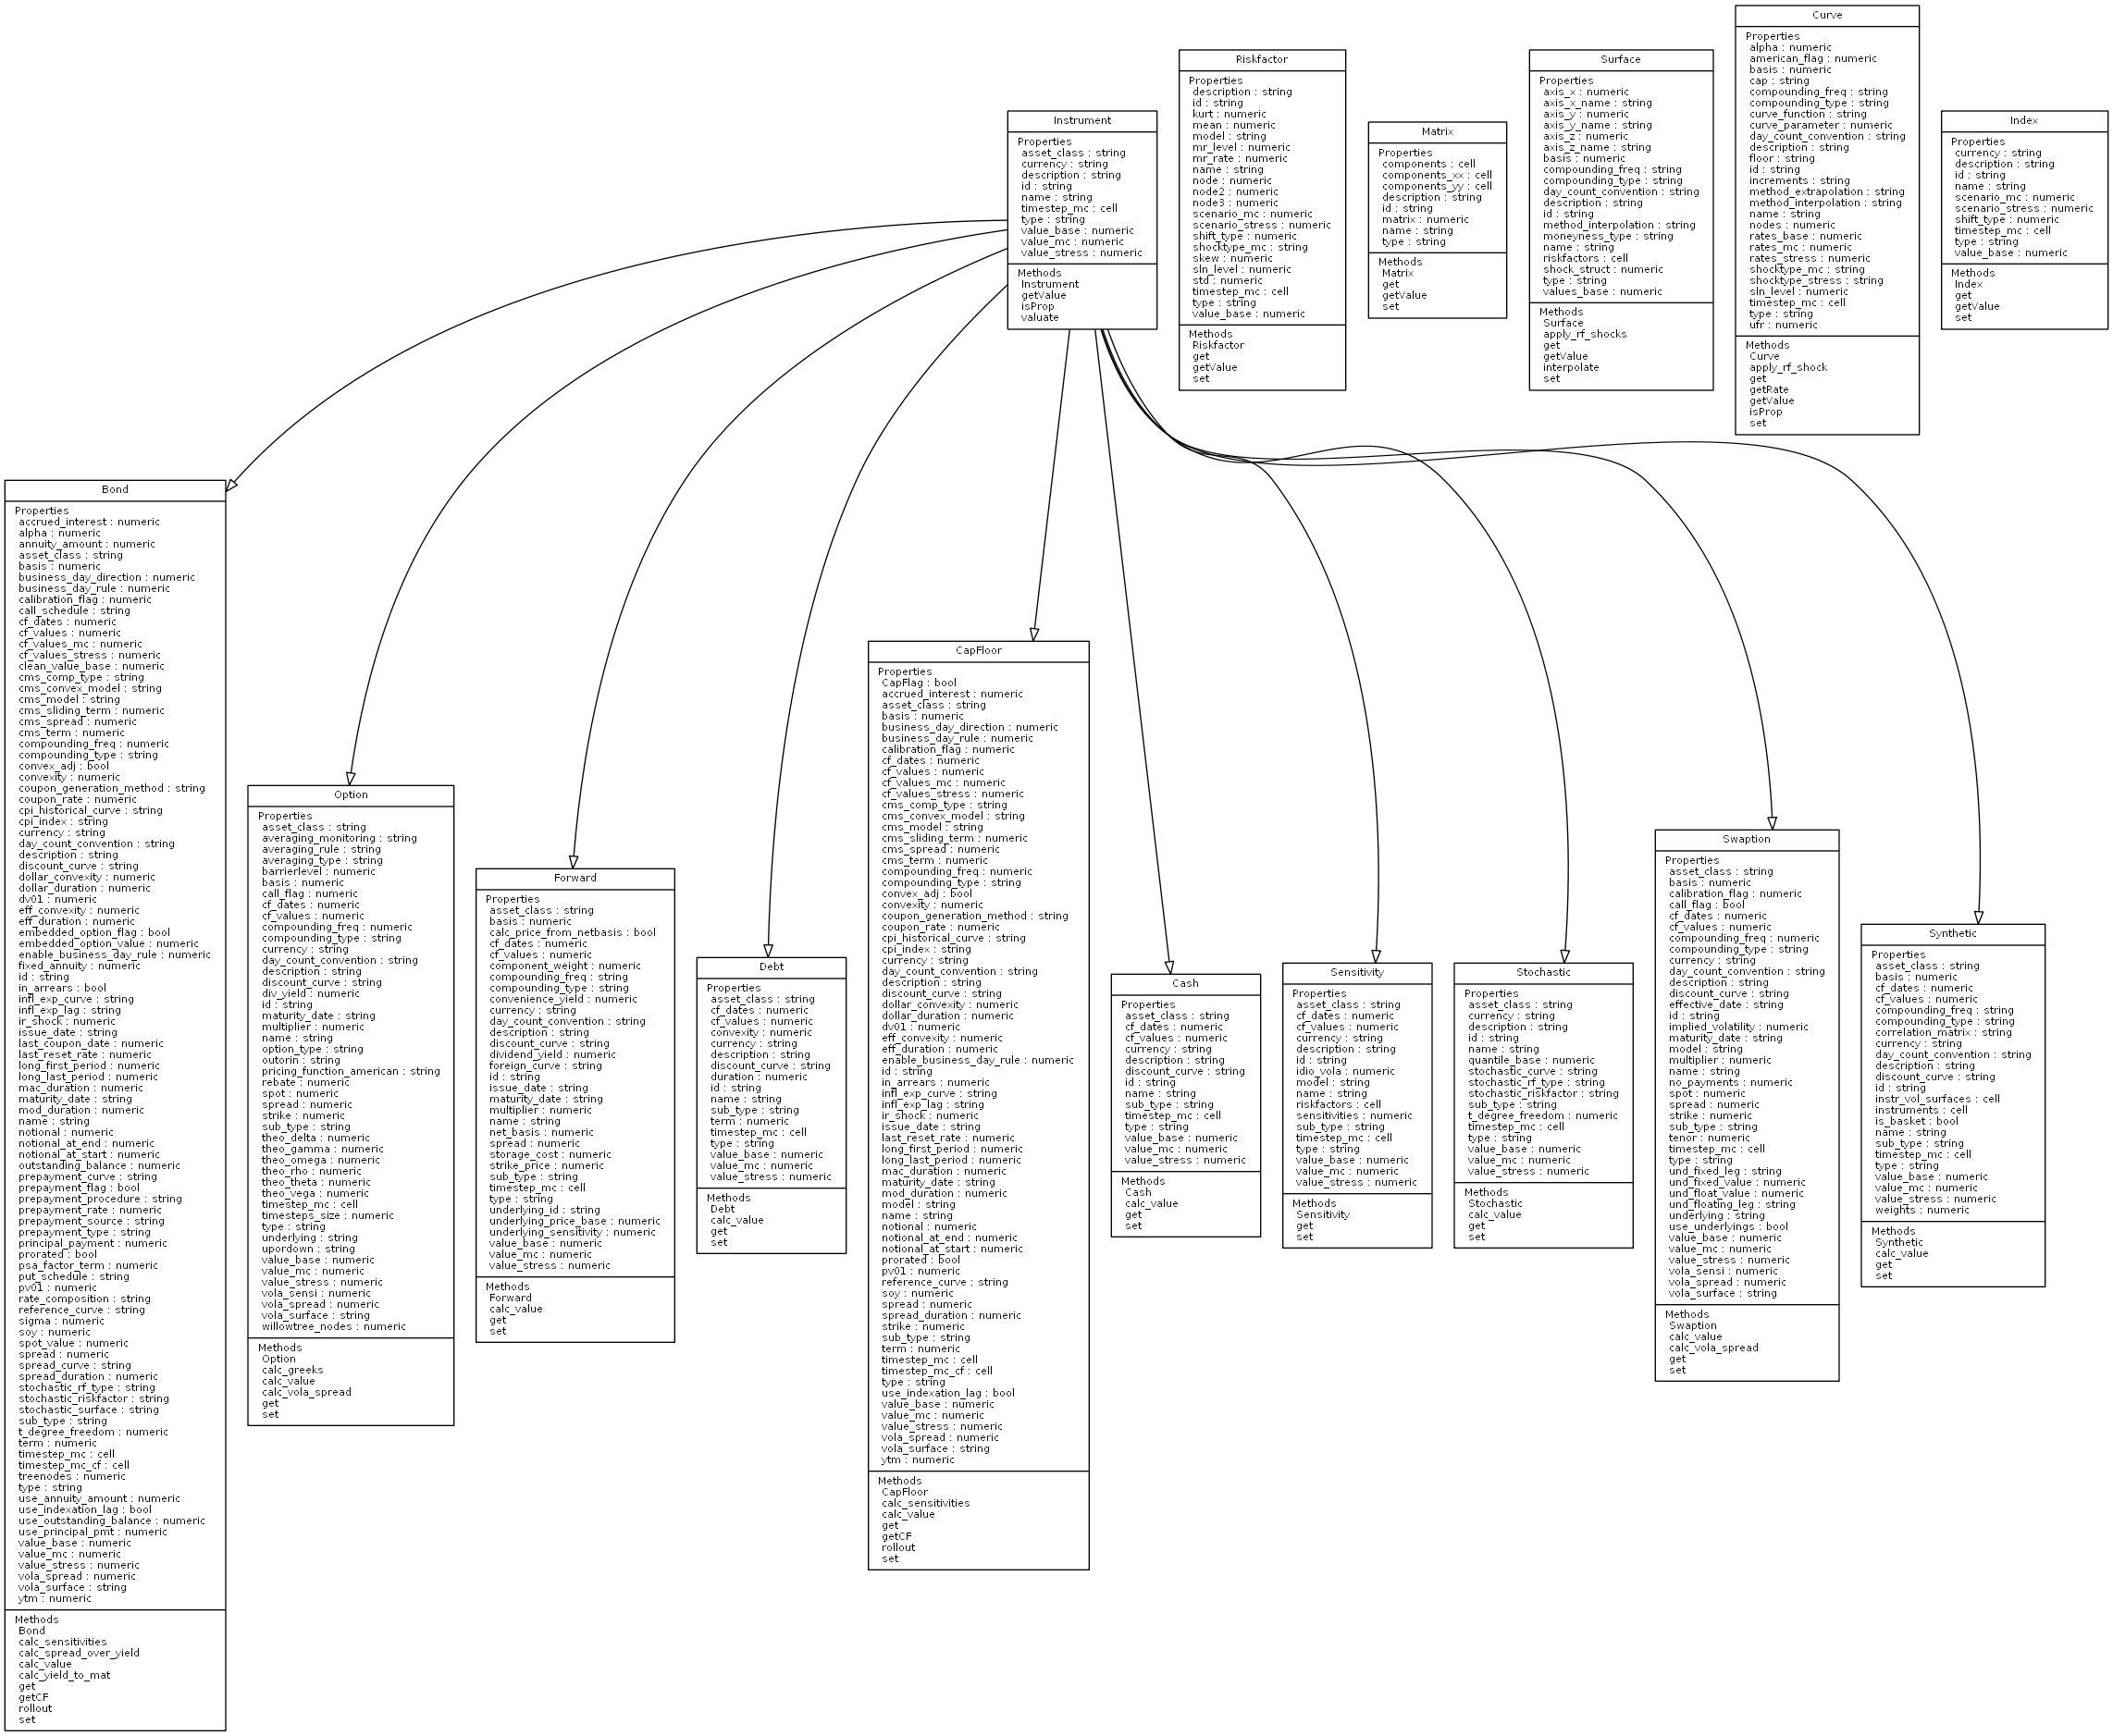 Instrument
Properties
asset_class : string
currency : string
description : string
id : string
name : string
timestep_mc : cell
type : string
value_base : numeric
value_mc : numeric
value_stress : numeric
Methods
Instrument
getValue
isProp
valuate
Riskfactor
Properties
description : string
id : string
kurt : numeric
mean : numeric
model : string
mr_level : numeric
mr_rate : numeric
name : string
node : numeric
node2 : numeric
node3 : numeric
scenario_mc : numeric
scenario_stress : numeric
shift_type : numeric
shocktype_mc : string
skew : numeric
sln_level : numeric
std : numeric
timestep_mc : cell
type : string
value_base : numeric
Methods
Riskfactor
get
getValue
set
Matrix
Properties
components : cell
components_xx : cell
components_yy : cell
description : string
id : string
matrix : numeric
name : string
type : string
Methods
Matrix
get
getValue
set
Surface
Properties
axis_x : numeric
axis_x_name : string
axis_y : numeric
axis_y_name : string
axis_z : numeric
axis_z_name : string
basis : numeric
compounding_freq : string
compounding_type : string
day_count_convention : string
description : string
id : string
method_interpolation : string
moneyness_type : string
name : string
riskfactors : cell
shock_struct : numeric
type : string
values_base : numeric
Methods
Surface
apply_rf_shocks
get
getValue
interpolate
set
Curve
Properties
alpha : numeric
american_flag : numeric
basis : numeric
cap : string
compounding_freq : string
compounding_type : string
curve_function : string
curve_parameter : numeric
day_count_convention : string
description : string
floor : string
id : string
increments : string
method_extrapolation : string
method_interpolation : string
name : string
nodes : numeric
rates_base : numeric
rates_mc : numeric
rates_stress : numeric
shocktype_mc : string
shocktype_stress : string
sln_level : numeric
timestep_mc : cell
type : string
ufr : numeric
Methods
Curve
apply_rf_shock
get
getRate
getValue
isProp
set
Index
Properties
currency : string
description : string
id : string
name : string
scenario_mc : numeric
scenario_stress : numeric
shift_type : numeric
timestep_mc : cell
type : string
value_base : numeric
Methods
Index
get
getValue
set
Bond
Properties
accrued_interest : numeric
alpha : numeric
annuity_amount : numeric
asset_class : string
basis : numeric
business_day_direction : numeric
business_day_rule : numeric
calibration_flag : numeric
call_schedule : string
cf_dates : numeric
cf_values : numeric
cf_values_mc : numeric
cf_values_stress : numeric
clean_value_base : numeric
cms_comp_type : string
cms_convex_model : string
cms_model : string
cms_sliding_term : numeric
cms_spread : numeric
cms_term : numeric
compounding_freq : numeric
compounding_type : string
convex_adj : bool
convexity : numeric
coupon_generation_method : string
coupon_rate : numeric
cpi_historical_curve : string
cpi_index : string
currency : string
day_count_convention : string
description : string
discount_curve : string
dollar_convexity : numeric
dollar_duration : numeric
dv01 : numeric
eff_convexity : numeric
eff_duration : numeric
embedded_option_flag : bool
embedded_option_value : numeric
enable_business_day_rule : numeric
fixed_annuity : numeric
id : string
in_arrears : bool
infl_exp_curve : string
infl_exp_lag : string
ir_shock : numeric
issue_date : string
last_coupon_date : numeric
last_reset_rate : numeric
long_first_period : numeric
long_last_period : numeric
mac_duration : numeric
maturity_date : string
mod_duration : numeric
name : string
notional : numeric
notional_at_end : numeric
notional_at_start : numeric
outstanding_balance : numeric
prepayment_curve : string
prepayment_flag : bool
prepayment_procedure : string
prepayment_rate : numeric
prepayment_source : string
prepayment_type : string
principal_payment : numeric
prorated : bool
psa_factor_term : numeric
put_schedule : string
pv01 : numeric
rate_composition : string
reference_curve : string
sigma : numeric
soy : numeric
spot_value : numeric
spread : numeric
spread_curve : string
spread_duration : numeric
stochastic_rf_type : string
stochastic_riskfactor : string
stochastic_surface : string
sub_type : string
t_degree_freedom : numeric
term : numeric
timestep_mc : cell
timestep_mc_cf : cell
treenodes : numeric
type : string
use_annuity_amount : numeric
use_indexation_lag : bool
use_outstanding_balance : numeric
use_principal_pmt : numeric
value_base : numeric
value_mc : numeric
value_stress : numeric
vola_spread : numeric
vola_surface : string
ytm : numeric
Methods
Bond
calc_sensitivities
calc_spread_over_yield
calc_value
calc_yield_to_mat
get
getCF
rollout
set
Option
Properties
asset_class : string
averaging_monitoring : string
averaging_rule : string
averaging_type : string
barrierlevel : numeric
basis : numeric
call_flag : numeric
cf_dates : numeric
cf_values : numeric
compounding_freq : numeric
compounding_type : string
currency : string
day_count_convention : string
description : string
discount_curve : string
div_yield : numeric
id : string
maturity_date : string
multiplier : numeric
name : string
option_type : string
outorin : string
pricing_function_american : string
rebate : numeric
spot : numeric
spread : numeric
strike : numeric
sub_type : string
theo_delta : numeric
theo_gamma : numeric
theo_omega : numeric
theo_rho : numeric
theo_theta : numeric
theo_vega : numeric
timestep_mc : cell
timesteps_size : numeric
type : string
underlying : string
upordown : string
value_base : numeric
value_mc : numeric
value_stress : numeric
vola_sensi : numeric
vola_spread : numeric
vola_surface : string
willowtree_nodes : numeric
Methods
Option
calc_greeks
calc_value
calc_vola_spread
get
set
Forward
Properties
asset_class : string
basis : numeric
calc_price_from_netbasis : bool
cf_dates : numeric
cf_values : numeric
component_weight : numeric
compounding_freq : string
compounding_type : string
convenience_yield : numeric
currency : string
day_count_convention : string
description : string
discount_curve : string
dividend_yield : numeric
foreign_curve : string
id : string
issue_date : string
maturity_date : string
multiplier : numeric
name : string
net_basis : numeric
spread : numeric
storage_cost : numeric
strike_price : numeric
sub_type : string
timestep_mc : cell
type : string
underlying_id : string
underlying_price_base : numeric
underlying_sensitivity : numeric
value_base : numeric
value_mc : numeric
value_stress : numeric
Methods
Forward
calc_value
get
set
Debt
Properties
asset_class : string
cf_dates : numeric
cf_values : numeric
convexity : numeric
currency : string
description : string
discount_curve : string
duration : numeric
id : string
name : string
sub_type : string
term : numeric
timestep_mc : cell
type : string
value_base : numeric
value_mc : numeric
value_stress : numeric
Methods
Debt
calc_value
get
set
CapFloor
Properties
CapFlag : bool
accrued_interest : numeric
asset_class : string
basis : numeric
business_day_direction : numeric
business_day_rule : numeric
calibration_flag : numeric
cf_dates : numeric
cf_values : numeric
cf_values_mc : numeric
cf_values_stress : numeric
cms_comp_type : string
cms_convex_model : string
cms_model : string
cms_sliding_term : numeric
cms_spread : numeric
cms_term : numeric
compounding_freq : numeric
compounding_type : string
convex_adj : bool
convexity : numeric
coupon_generation_method : string
coupon_rate : numeric
cpi_historical_curve : string
cpi_index : string
currency : string
day_count_convention : string
description : string
discount_curve : string
dollar_convexity : numeric
dollar_duration : numeric
dv01 : numeric
eff_convexity : numeric
eff_duration : numeric
enable_business_day_rule : numeric
id : string
in_arrears : numeric
infl_exp_curve : string
infl_exp_lag : string
ir_shock : numeric
issue_date : string
last_reset_rate : numeric
long_first_period : numeric
long_last_period : numeric
mac_duration : numeric
maturity_date : string
mod_duration : numeric
model : string
name : string
notional : numeric
notional_at_end : numeric
notional_at_start : numeric
prorated : bool
pv01 : numeric
reference_curve : string
soy : numeric
spread : numeric
spread_duration : numeric
strike : numeric
sub_type : string
term : numeric
timestep_mc : cell
timestep_mc_cf : cell
type : string
use_indexation_lag : bool
value_base : numeric
value_mc : numeric
value_stress : numeric
vola_spread : numeric
vola_surface : string
ytm : numeric
Methods
CapFloor
calc_sensitivities
calc_value
get
getCF
rollout
set
Cash
Properties
asset_class : string
cf_dates : numeric
cf_values : numeric
currency : string
description : string
discount_curve : string
id : string
name : string
sub_type : string
timestep_mc : cell
type : string
value_base : numeric
value_mc : numeric
value_stress : numeric
Methods
Cash
calc_value
get
set
Sensitivity
Properties
asset_class : string
cf_dates : numeric
cf_values : numeric
currency : string
description : string
id : string
idio_vola : numeric
model : string
name : string
riskfactors : cell
sensitivities : numeric
sub_type : string
timestep_mc : cell
type : string
value_base : numeric
value_mc : numeric
value_stress : numeric
Methods
Sensitivity
get
set
Stochastic
Properties
asset_class : string
currency : string
description : string
id : string
name : string
quantile_base : numeric
stochastic_curve : string
stochastic_rf_type : string
stochastic_riskfactor : string
sub_type : string
t_degree_freedom : numeric
timestep_mc : cell
type : string
value_base : numeric
value_mc : numeric
value_stress : numeric
Methods
Stochastic
calc_value
get
set
Swaption
Properties
asset_class : string
basis : numeric
calibration_flag : numeric
call_flag : bool
cf_dates : numeric
cf_values : numeric
compounding_freq : numeric
compounding_type : string
currency : string
day_count_convention : string
description : string
discount_curve : string
effective_date : string
id : string
implied_volatility : numeric
maturity_date : string
model : string
multiplier : numeric
name : string
no_payments : numeric
spot : numeric
spread : numeric
strike : numeric
sub_type : string
tenor : numeric
timestep_mc : cell
type : string
und_fixed_leg : string
und_fixed_value : numeric
und_float_value : numeric
und_floating_leg : string
underlying : string
use_underlyings : bool
value_base : numeric
value_mc : numeric
value_stress : numeric
vola_sensi : numeric
vola_spread : numeric
vola_surface : string
Methods
Swaption
calc_value
calc_vola_spread
get
set
Synthetic
Properties
asset_class : string
basis : numeric
cf_dates : numeric
cf_values : numeric
compounding_freq : string
compounding_type : string
correlation_matrix : string
currency : string
day_count_convention : string
description : string
discount_curve : string
id : string
instr_vol_surfaces : cell
instruments : cell
is_basket : bool
name : string
sub_type : string
timestep_mc : cell
type : string
value_base : numeric
value_mc : numeric
value_stress : numeric
weights : numeric
Methods
Synthetic
calc_value
get
set